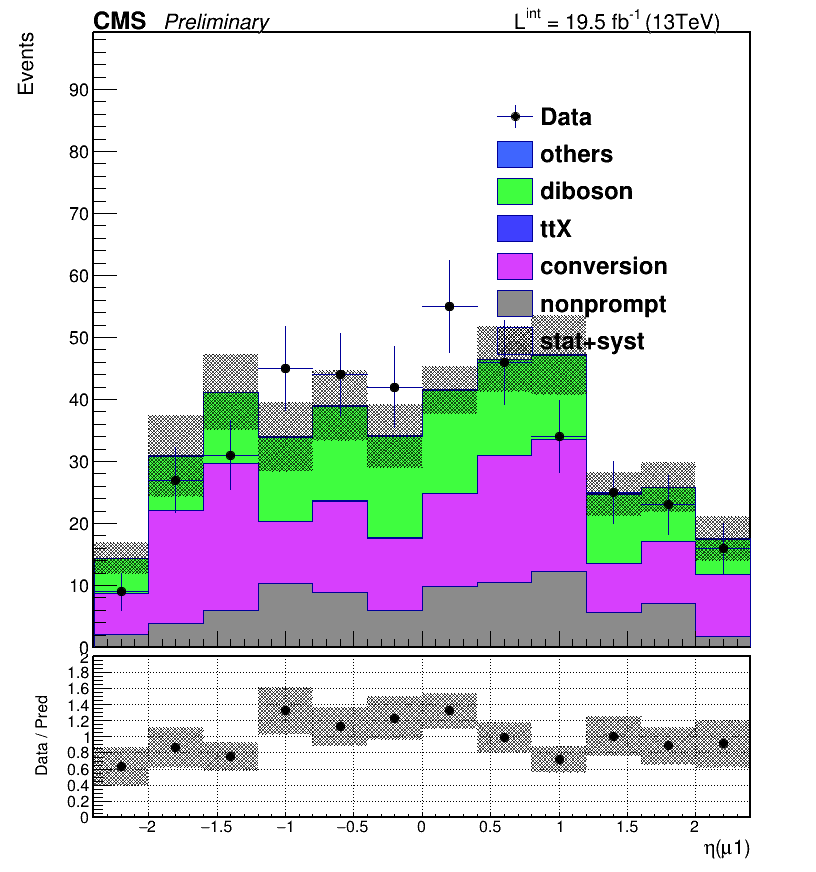 CMS Preliminary L^int = 19.5 fb^-1 (13TeV)
Events
90
80
70
60
50
40
30
20
10
0
Data
others
diboson
ttX
conversion
nonprompt
stat+syst
Data / Pred
2
1.8
1.6
1.4
1.2
1
0.8
0.6
0.4
0.2
0
−2 −1.5 −1 −0.5 0 0.5 1 1.5 2
η(μ1)